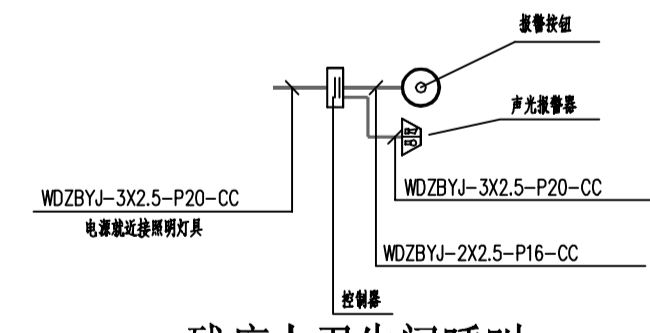 报警按钮
声光报警器
WDZBYJ-3X2.5-P20-CC
电源就近接照明灯具
WDZBYJ-3X2.5-P20-CC
WDZBYJ-2X2.5-P16-CC
控制器